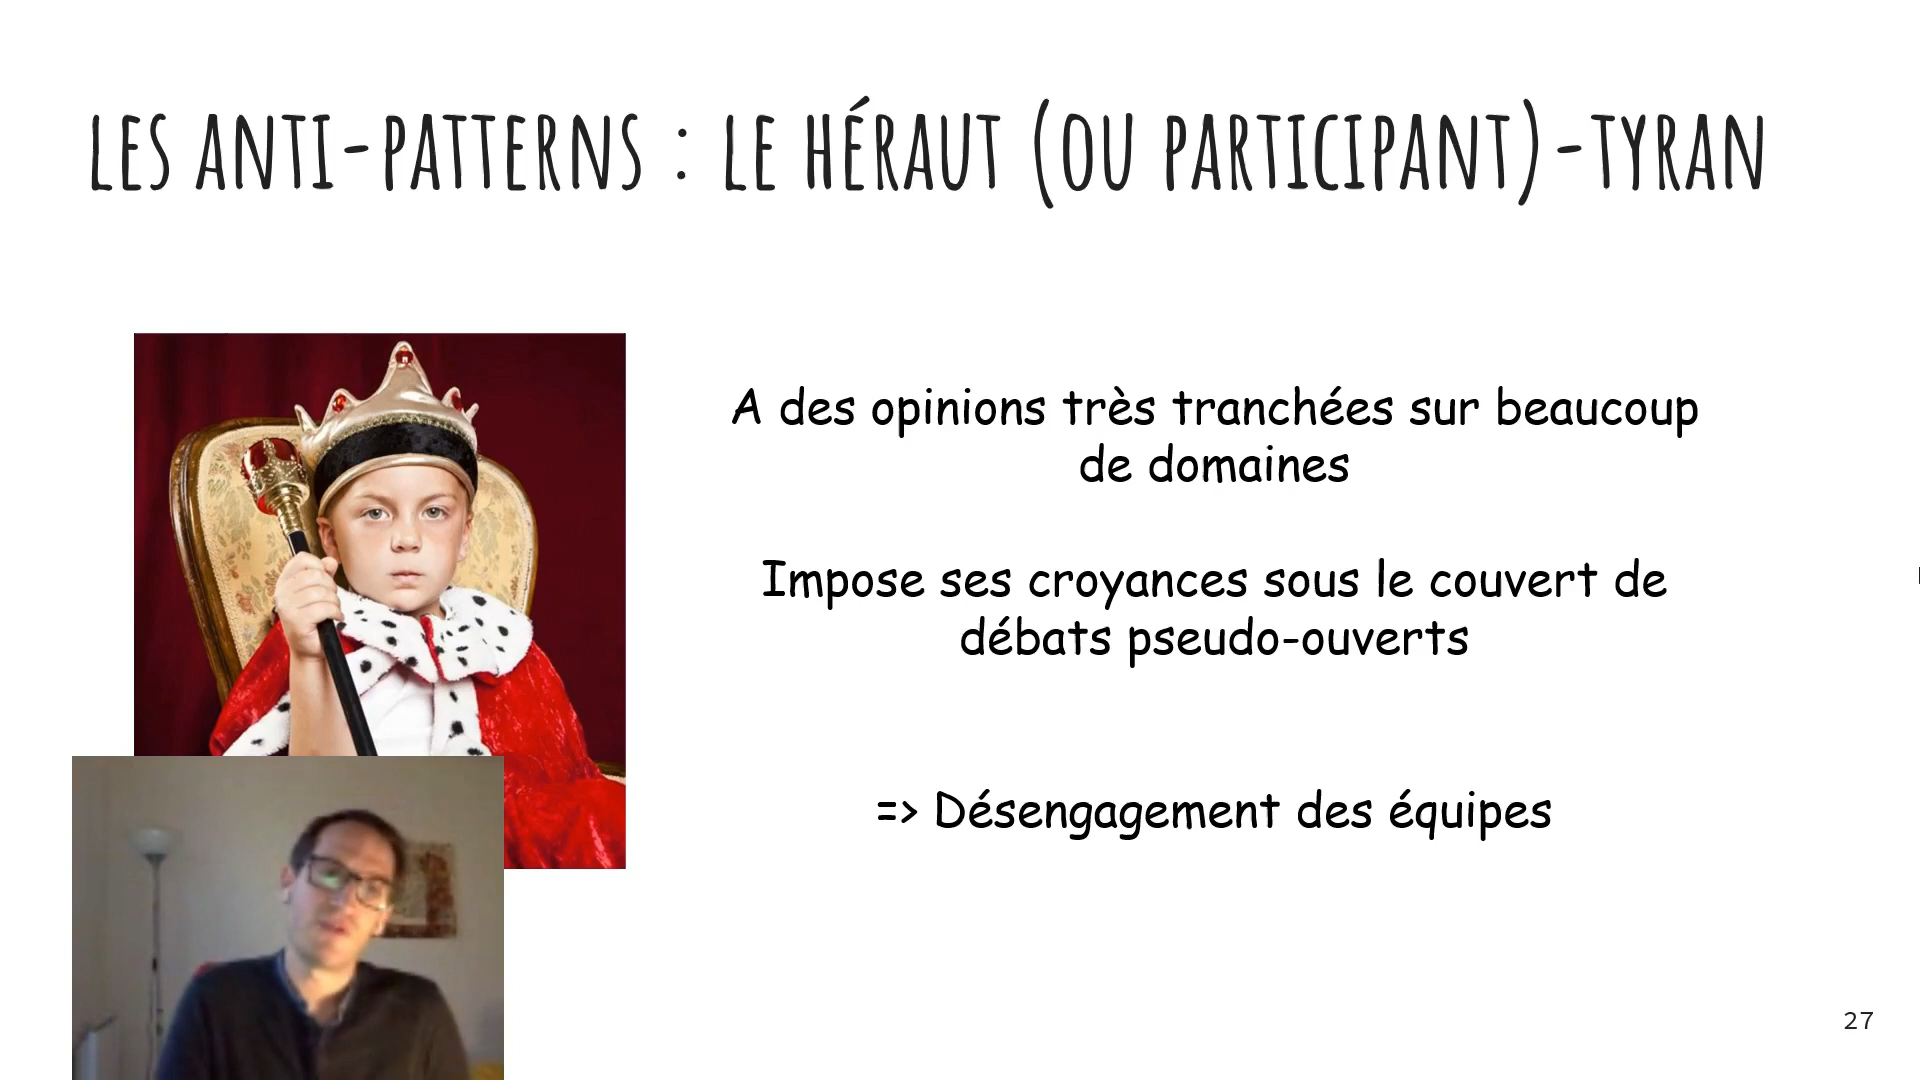 LES ANTI-PATTERNS : LE HÉRAUT (OU PARTICIPANT)-TYRAN
A des opinions très tranchées sur beaucoup
de domaines
Impose ses croyances sous le couvert de
débats pseudo-ouverts
=> Désengagement des équipes
27